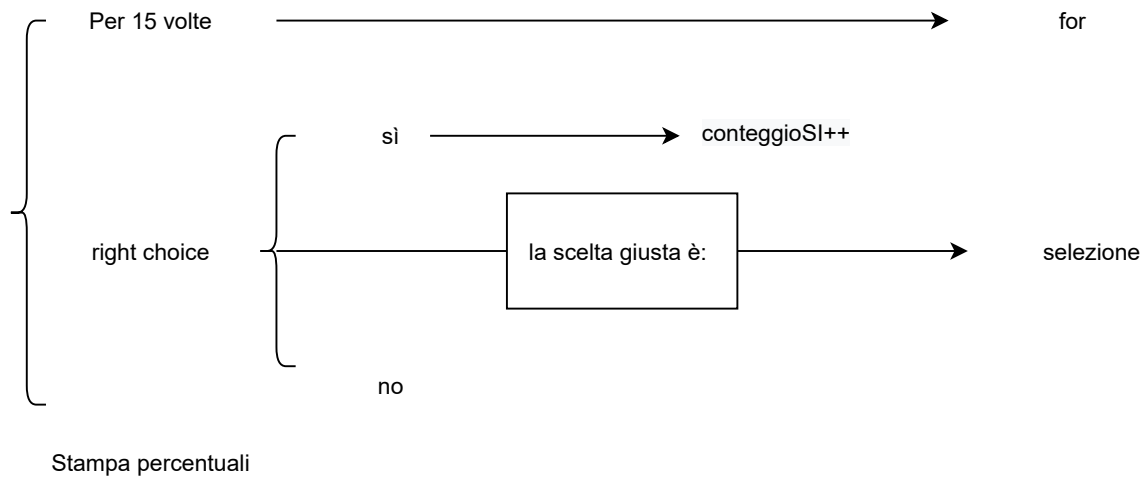 Per 15 volte
for
sì
conteggioSI++
right choice
la scelta giusta è:
selezione
no
Stampa percentuali